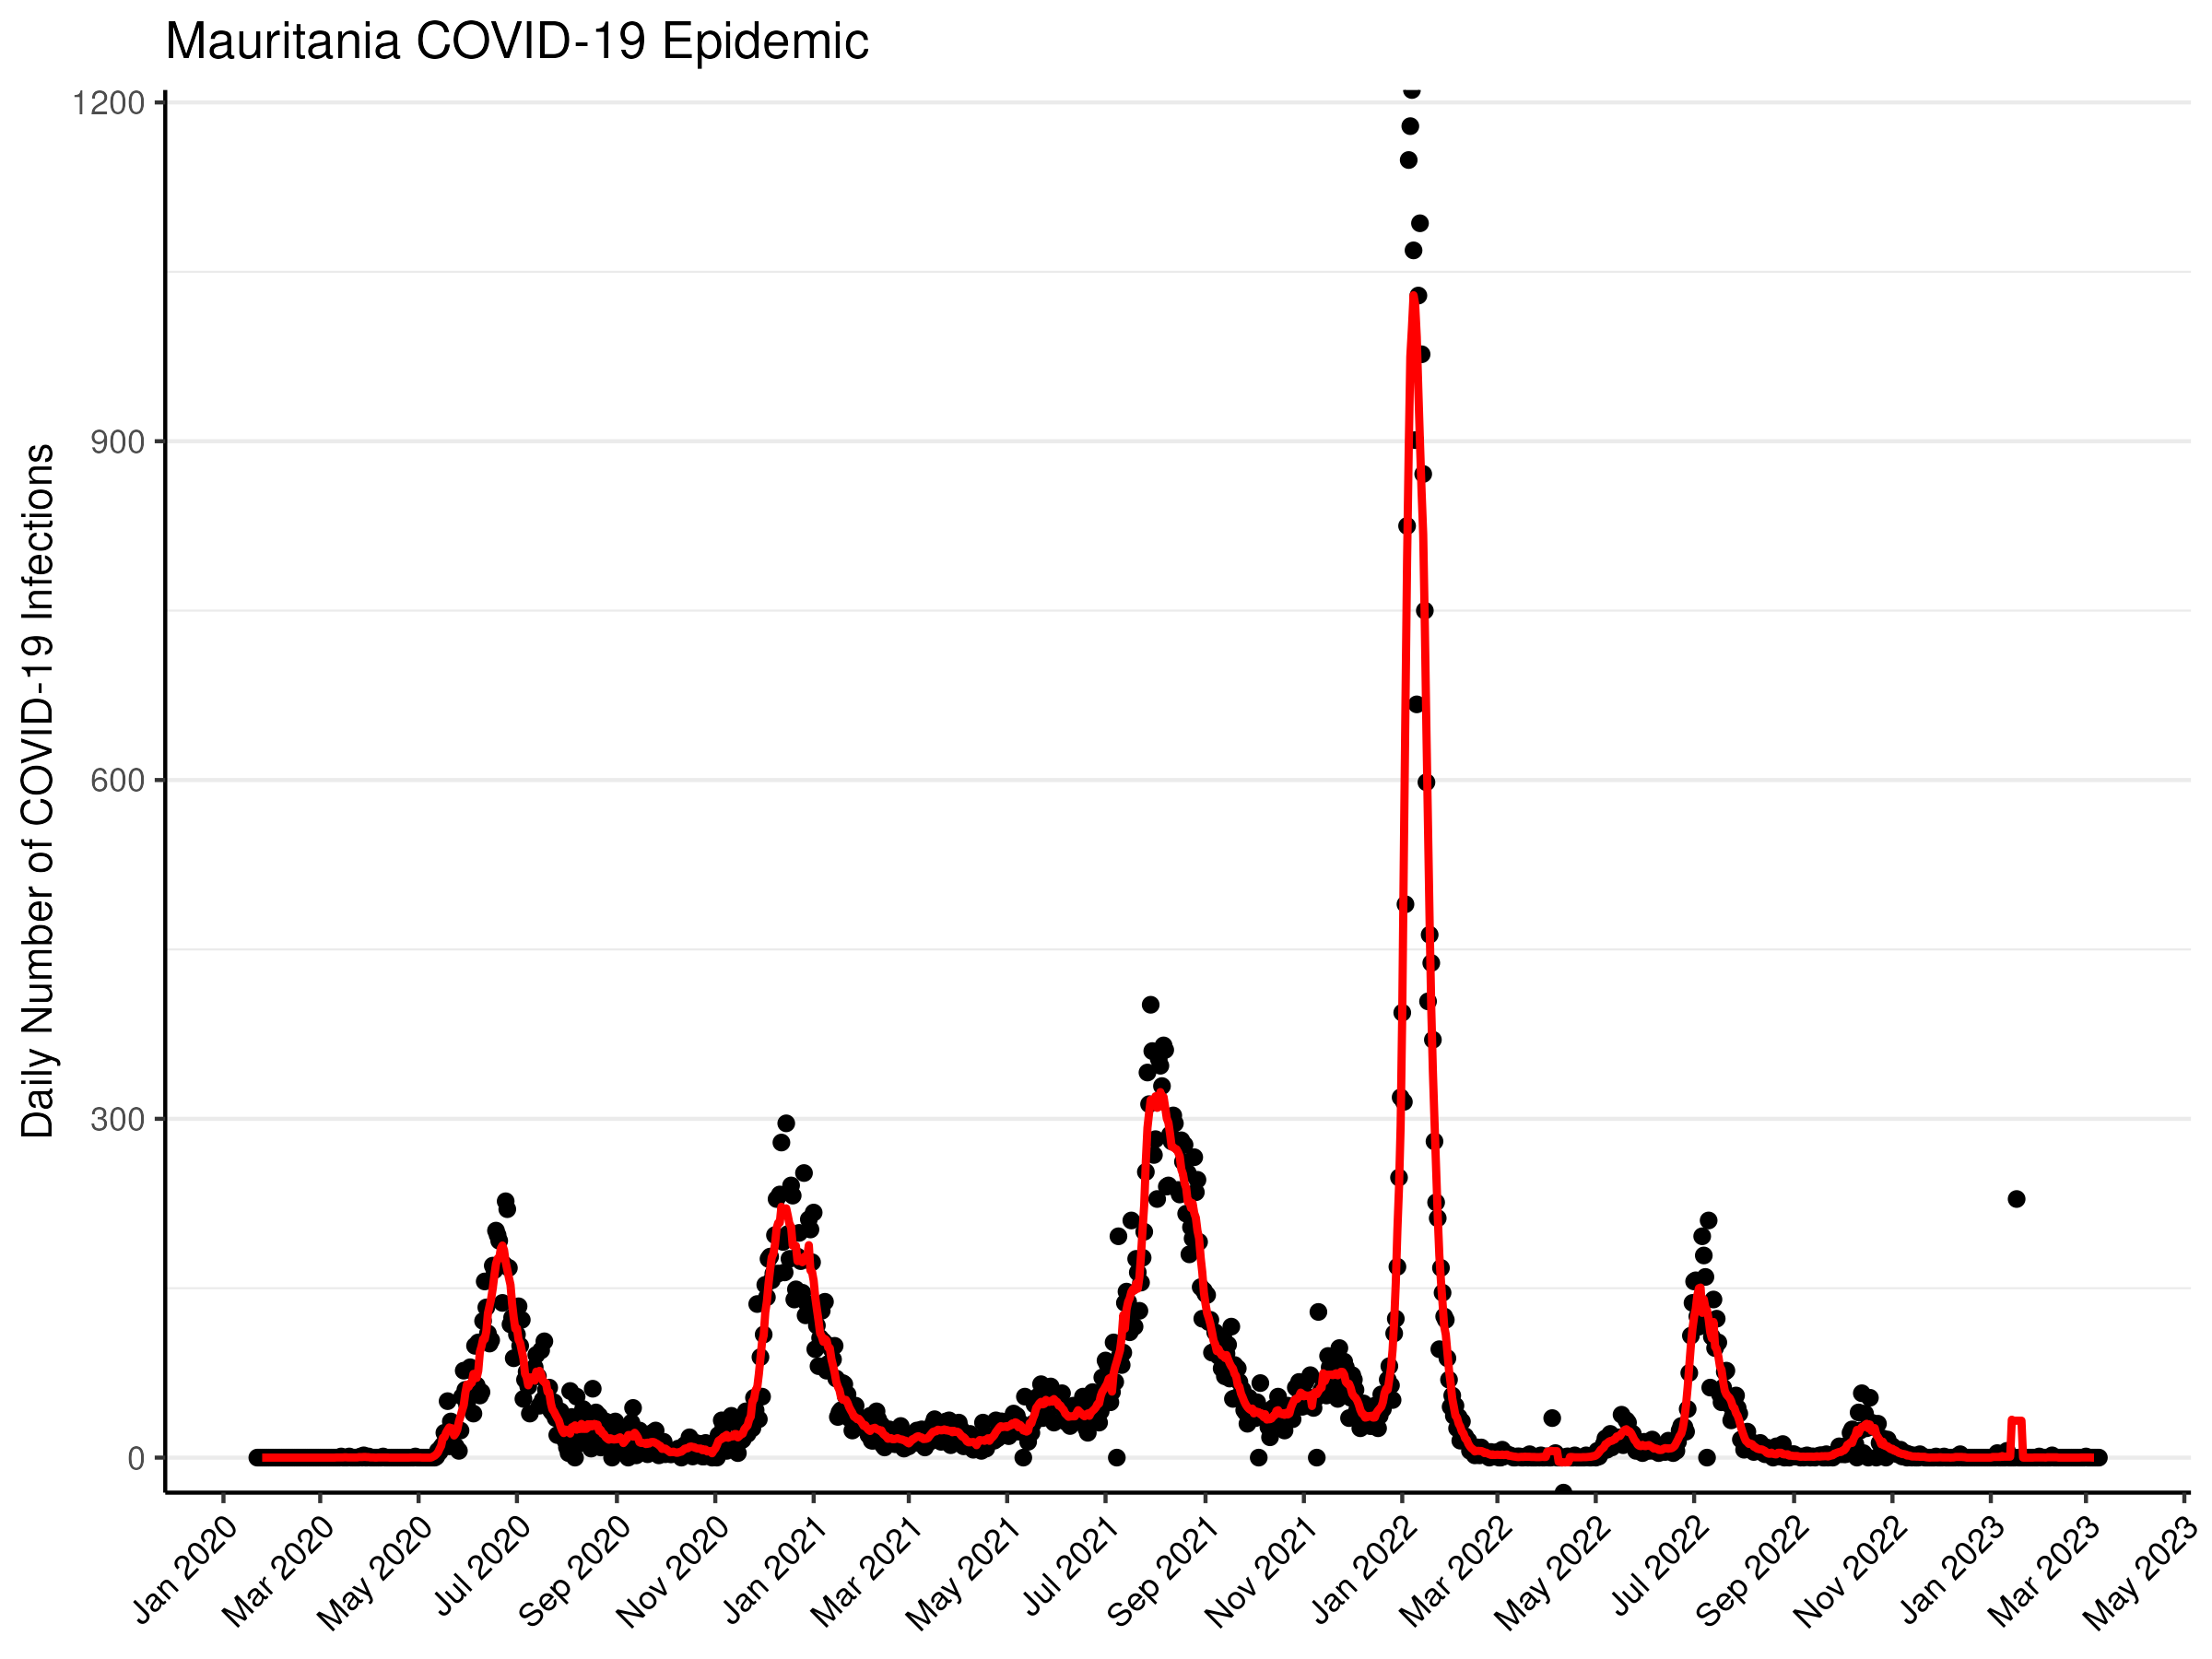 Mauritania COVID-19 Epidemic
Daily Number of COVID-19 Infections
1200
900
600
300
0
Jan 2020
Mar 2020
May 2020
Jul 2020
Sep 2020
Nov 2020
Jan 2021
Mar 2021
May 2021
Jul 2021
Sep 2021
Nov 2021
Jan 2022
Mar 2022
May 2022
Jul 2022
Sep 2022
Nov 2022
Jan 2023
Mar 2023
May 2023